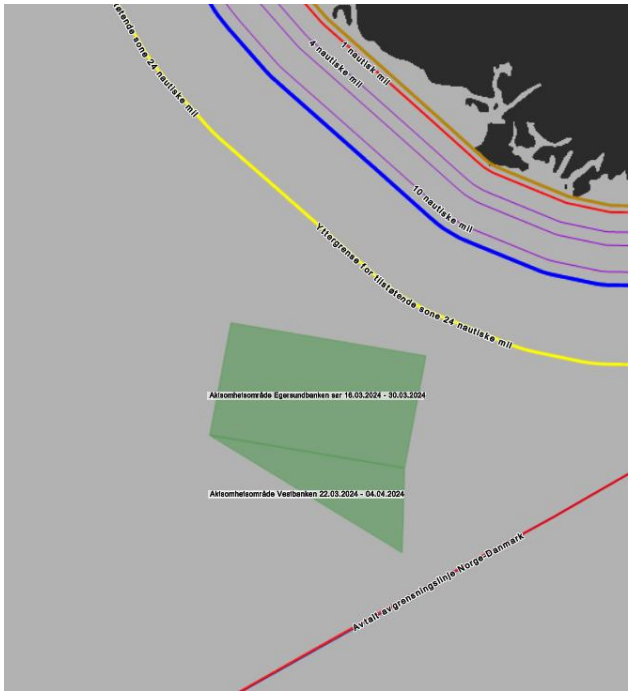 1 nautisk mil
4 nautiske mil
tøtende sone 24 nautiske mil
10 nautiske mil
Yttergrense for tilstøtende sone 24 nautiske mil
Aktsomhetsområde Egersundbanken sør 16.03.2024 - 30.03.2024
Aktsomhetsområde Vestbanken 22.03.2024 - 04.04.2024
Avtalt avgrensningslinje Norge-Danmark